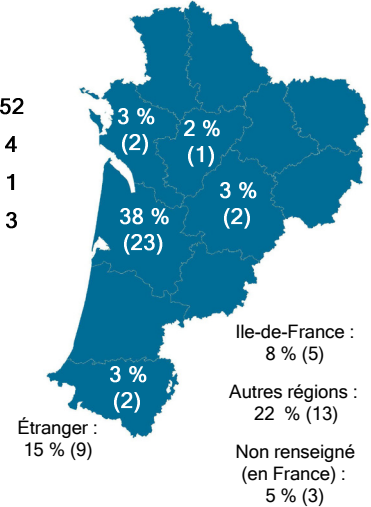 52
4
1
3
3 %
(2)
2 %
(1)
3 %
(2)
38 %
(23)
3 %
(2)
Ile-de-France :
8 % (5)
Autres régions :
22 % (13)
Étranger :
15 % (9)
Non renseigné
(en France) :
5 % (3)